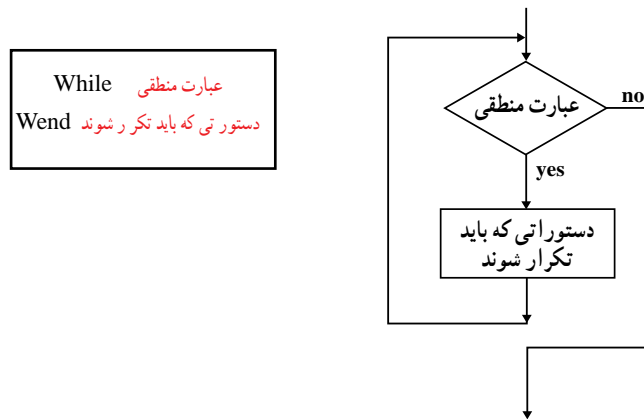 While عبارت منطقی
دستور تی که باید تکر ر شوند Wend
عبارت منطقی
no
yes
دستوراتی که باید
تکرار شوند